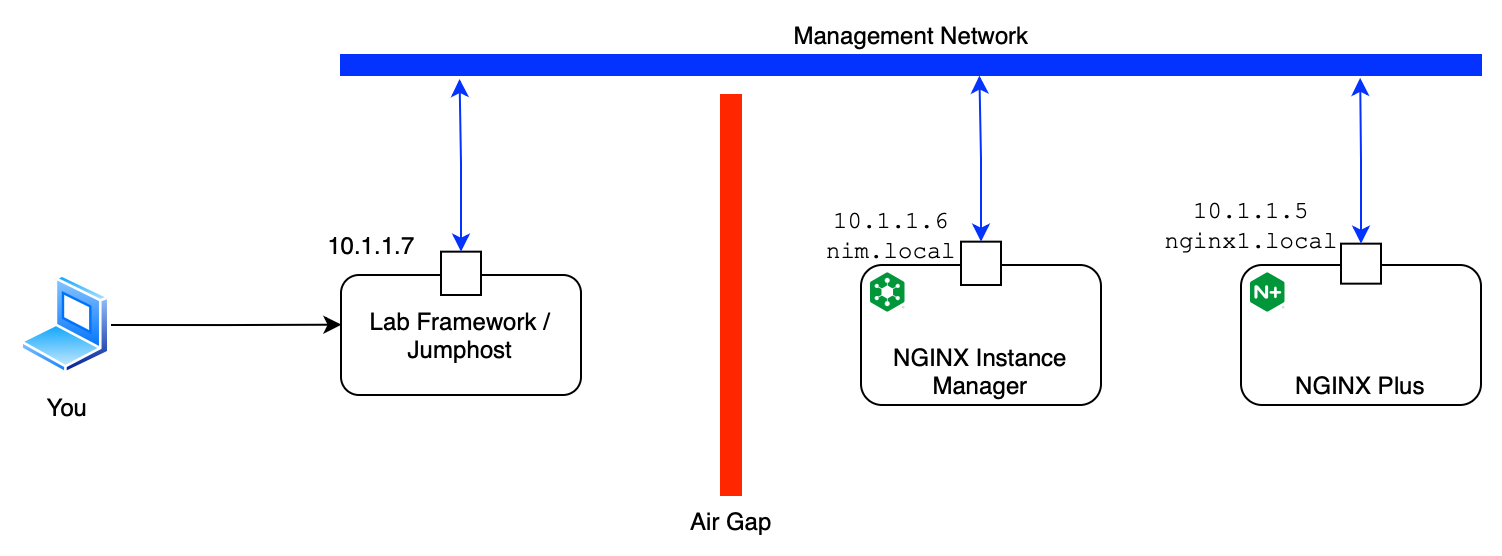 Management Network
10.1.1.7
10.1.1.6
nim.local
10.1.1.5
nginx1.local
You
Lab Framework /
Jumphost
NGINX Instance
Manager
N+
NGINX Plus
Air Gap